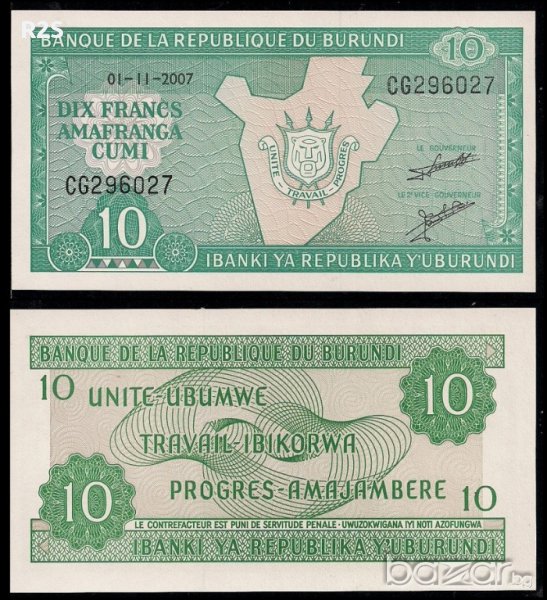 R2S
BANQUE DE LA REPUBLIQUE DU BURUNDI
10
01-11-2007
CG296027
DIX FRANCS
AMAFRANGA
CUMI
LE GOUVERNEUR
CG296027
UNITE - TRAVAIL - PROGRES
LE 2e VICE GOUVERNEUR
10
IBANKI YA REPUBLIKA Y'UBURUNDI
BANQUE DE LA REPUBLIQUE DU BURUNDI
10
UNITE-UBUMWE
10
TRAVAIL-IBIKORWA
10
PROGRES-AMAJAMBERE
10
LE CONTREFACTEUR EST PUNI DE SERVITUDE PENALE - UWUZOKWIGANA IYI NOTI AZOFUNGWA
IBANKI YA REPUBLIKA Y'UBURUNDI
bazar.bg